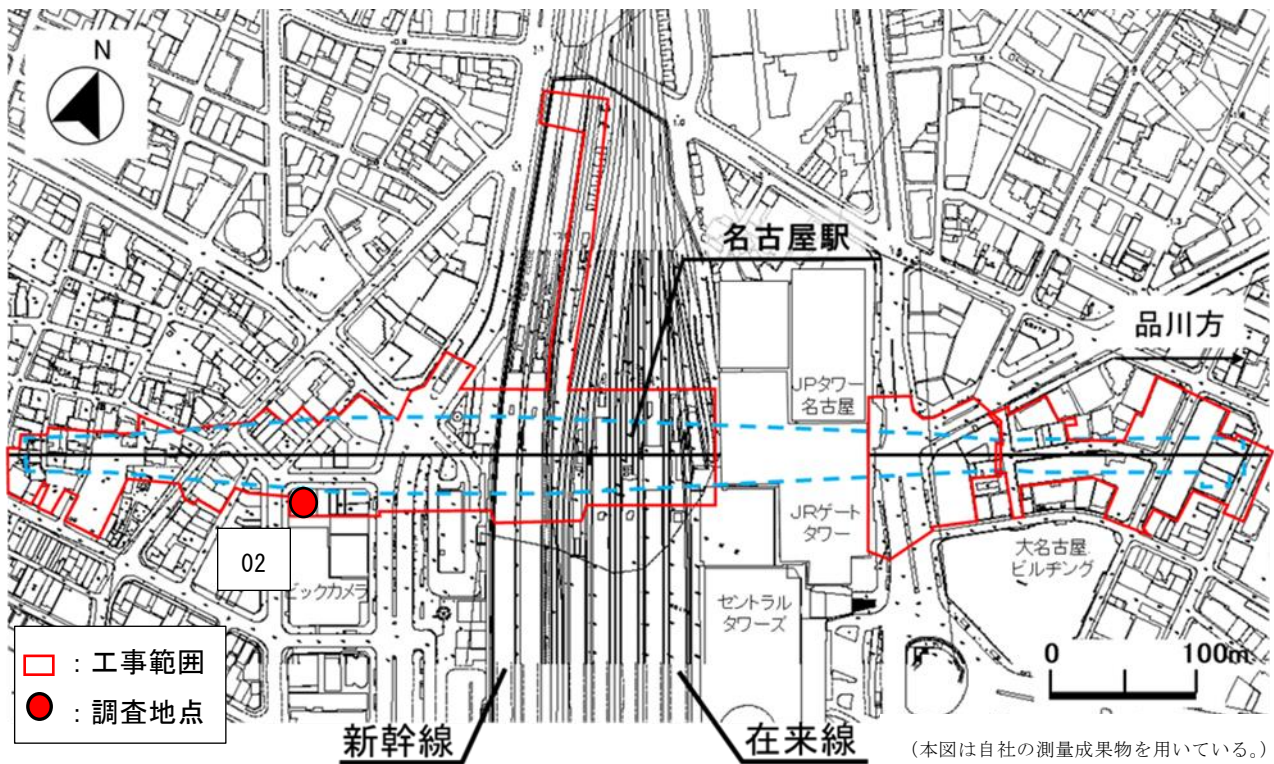 N
名古屋駅
品川方
JPタワー
名古屋
JRゲート
タワー
大名古屋
ビルヂング
02
ビックカメラ
セントラル
タワーズ
0 100m
：工事範囲
：調査地点
新幹線
在来線
(本図は自社の測量成果物を用いている。)